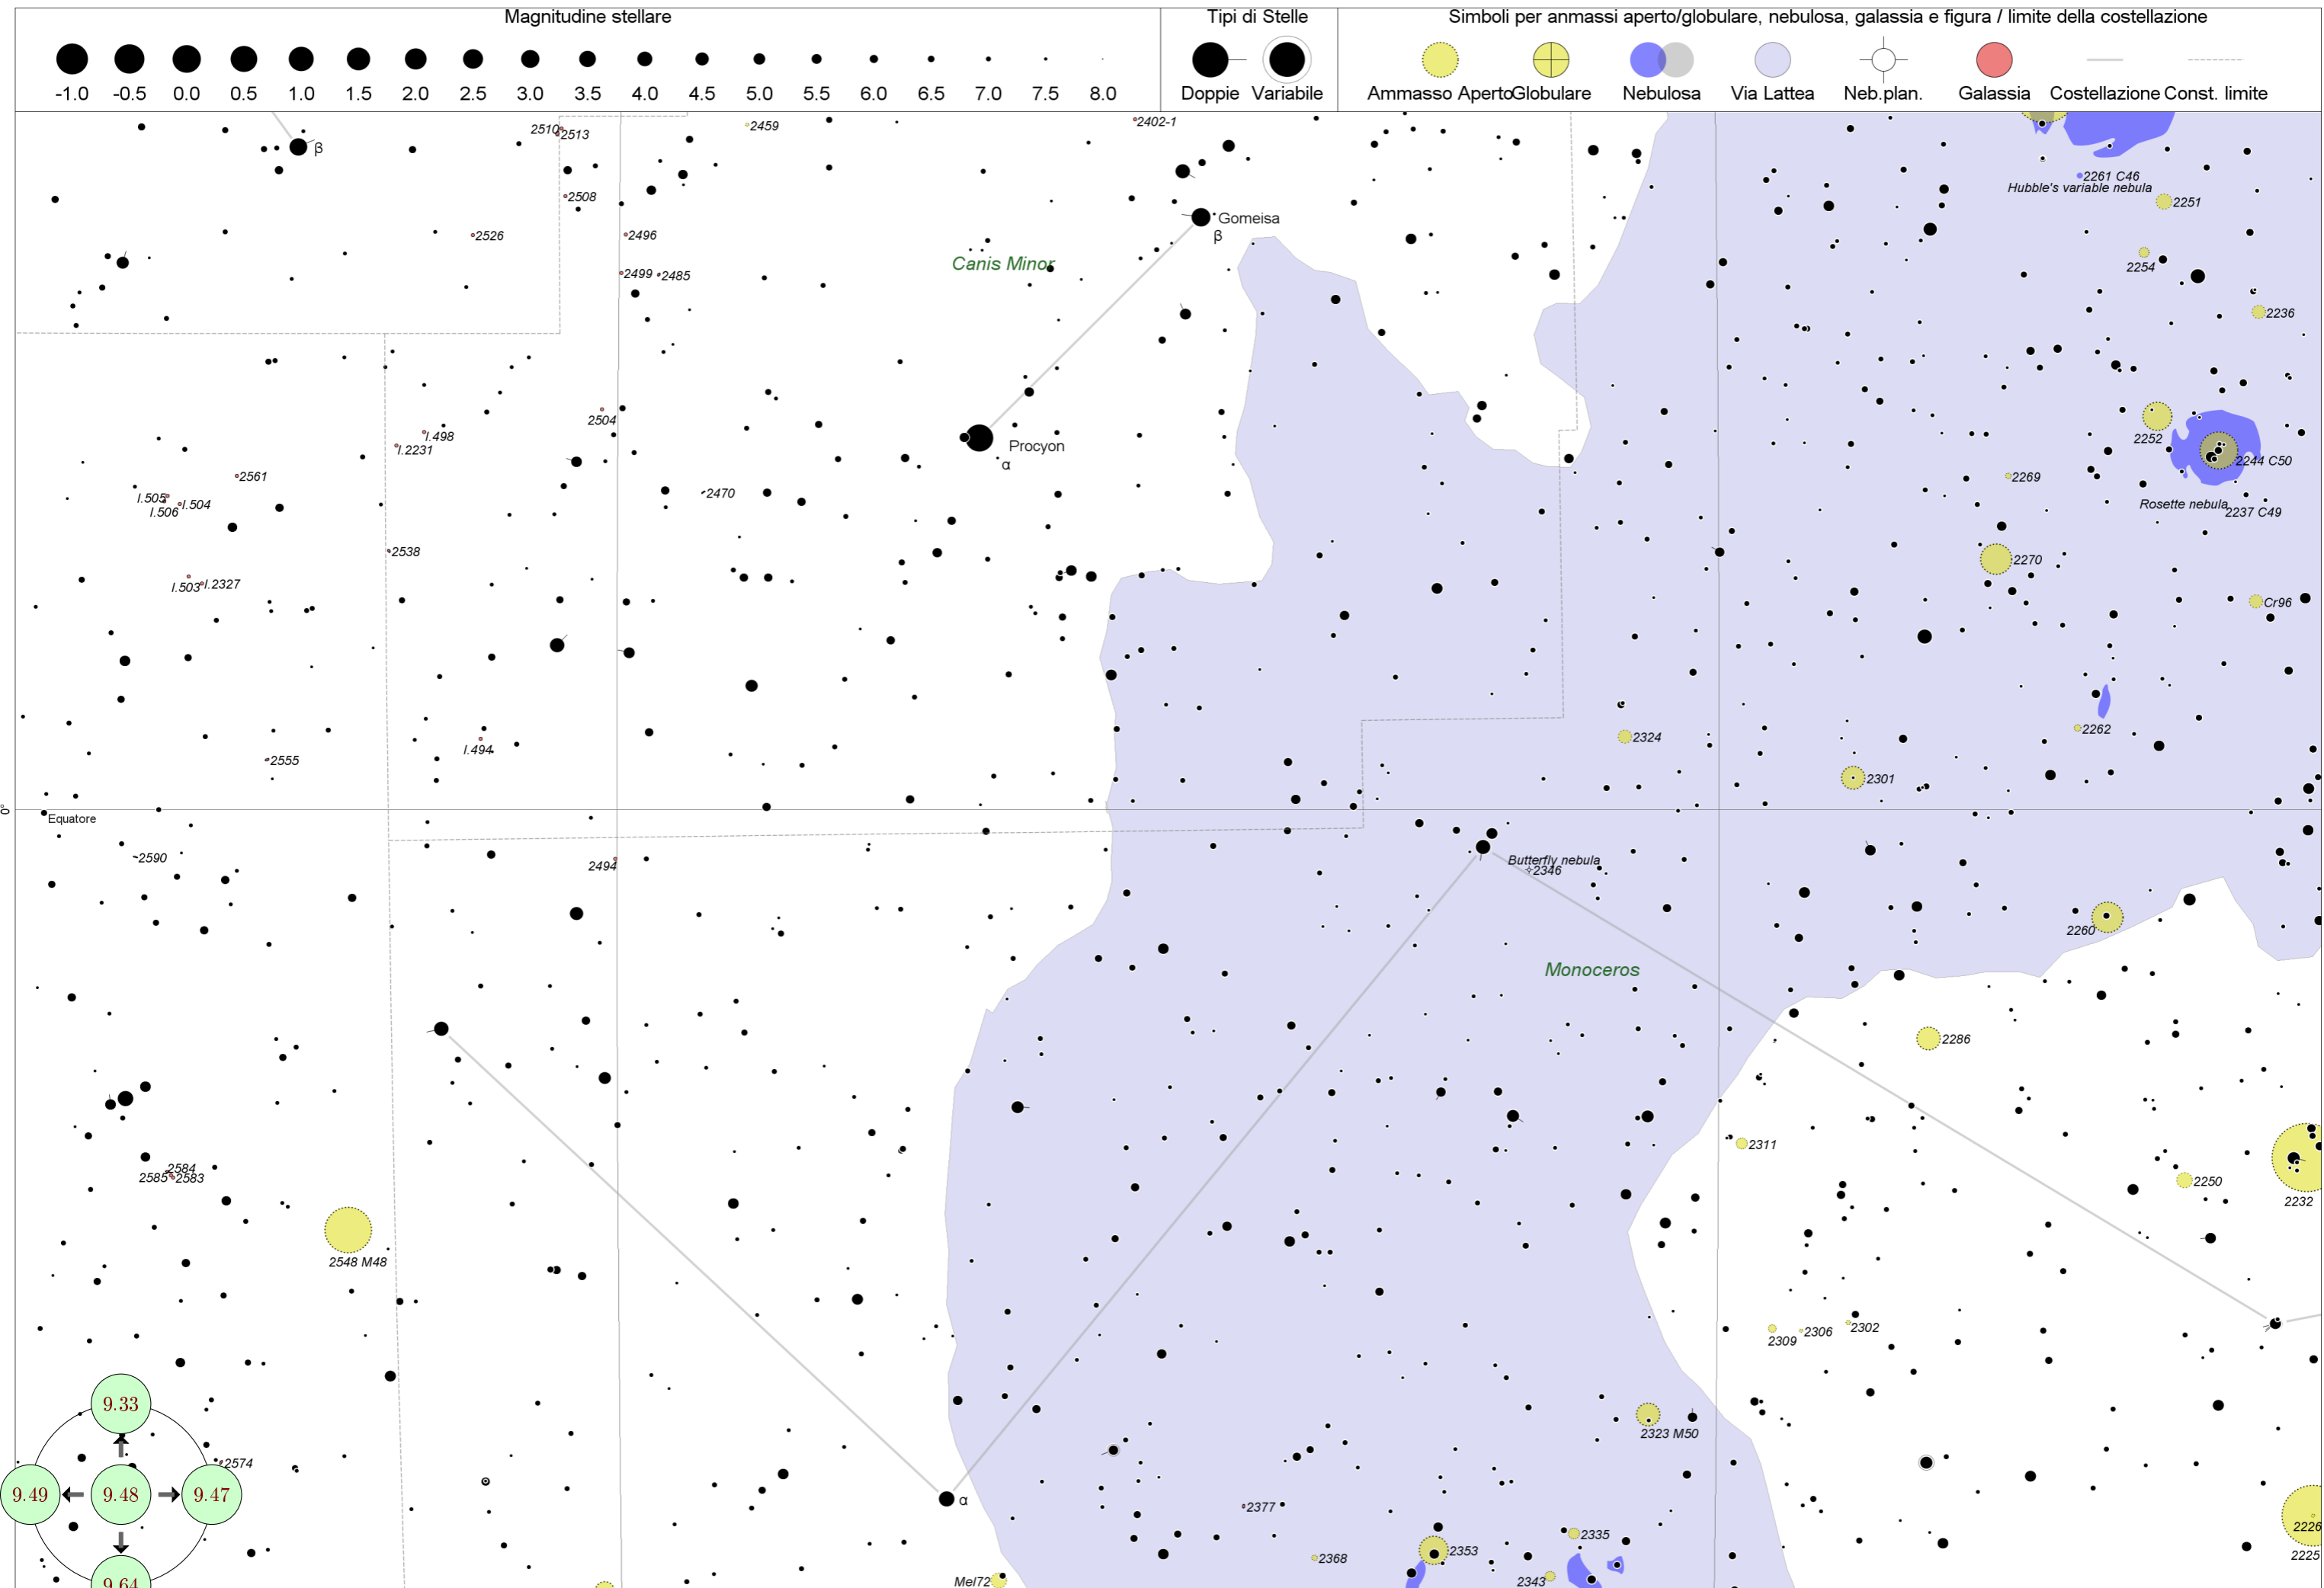 Magnitudine stellare
Tipi di Stelle
Simboli per anmassi aperto/globulare, nebulosa, galassia e figura / limite della costellazione
-1.0 -0.5 0.0 0.5 1.0 1.5 2.0 2.5 3.0 3.5 4.0 4.5 5.0 5.5 6.0 6.5 7.0 7.5 8.0
Doppie Variabile
Ammasso Aperto Globulare Nebulosa Via Lattea Neb.plan. Galassia Costellazione Const. limite
2510
2513
2459
2402-1
β
2261 C46
Hubble's variable nebula
2508
2251
Gomeisa
β
2526
2496
Canis Minor
2254
2499
2485
2236
2504
I.498
I.2231
Procyon
α
2252
2244 C50
2561
2269
I.505
I.504
I.506
2470
Rosette nebula
2237 C49
2538
2270
I.503
I.2327
Cr96
2324
2262
I.494
2555
2301
0°
Equatore
2590
2494
Butterfly nebula
2346
2260
Monoceros
2286
2311
2584
2585
2583
2250
2232
2548 M48
2309
2306
2302
9.33
2323 M50
2574
9.49
9.48
9.47
α
2377
2226
2335
2353
2368
2225
9.64
Mel72
2343